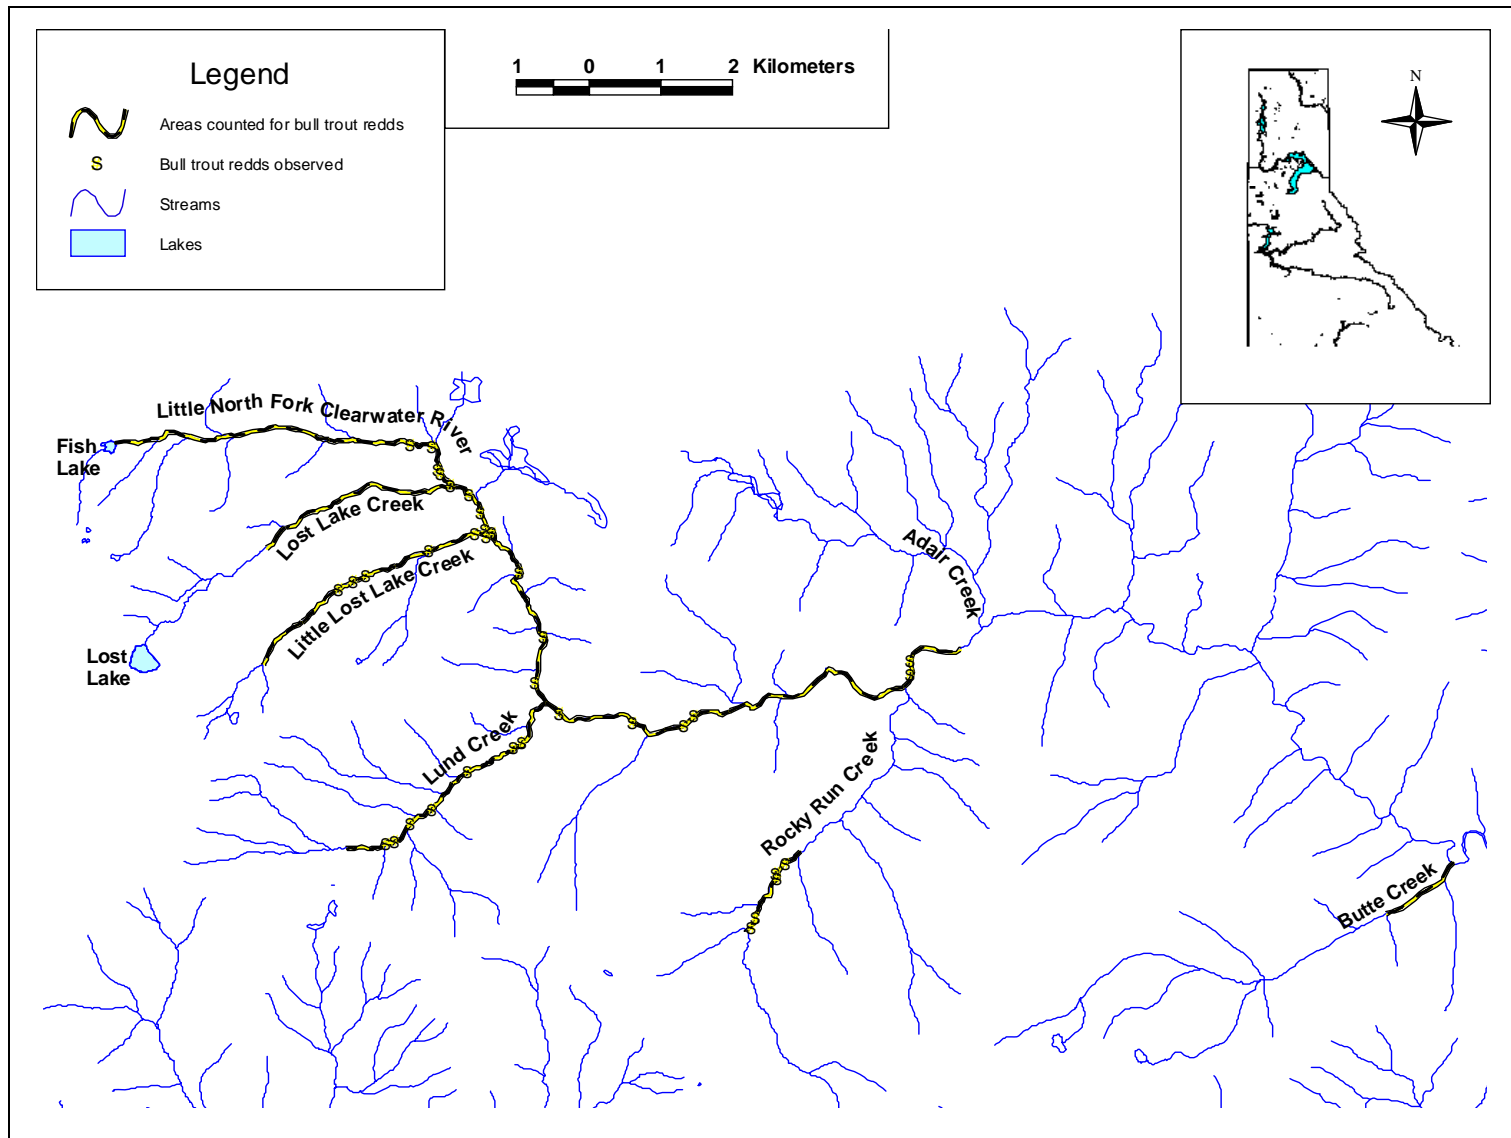 Legend
Areas counted for bull trout redds
S Bull trout redds observed
Streams
Lakes
1 0 1 2 Kilometers
N
Little North Fork Clearwater River
Fish
Lake
Lost Lake Creek
Little Lost Lake Creek
Lost
Lake
Lund Creek
Adair Creek
Rocky Run Creek
Butte Creek